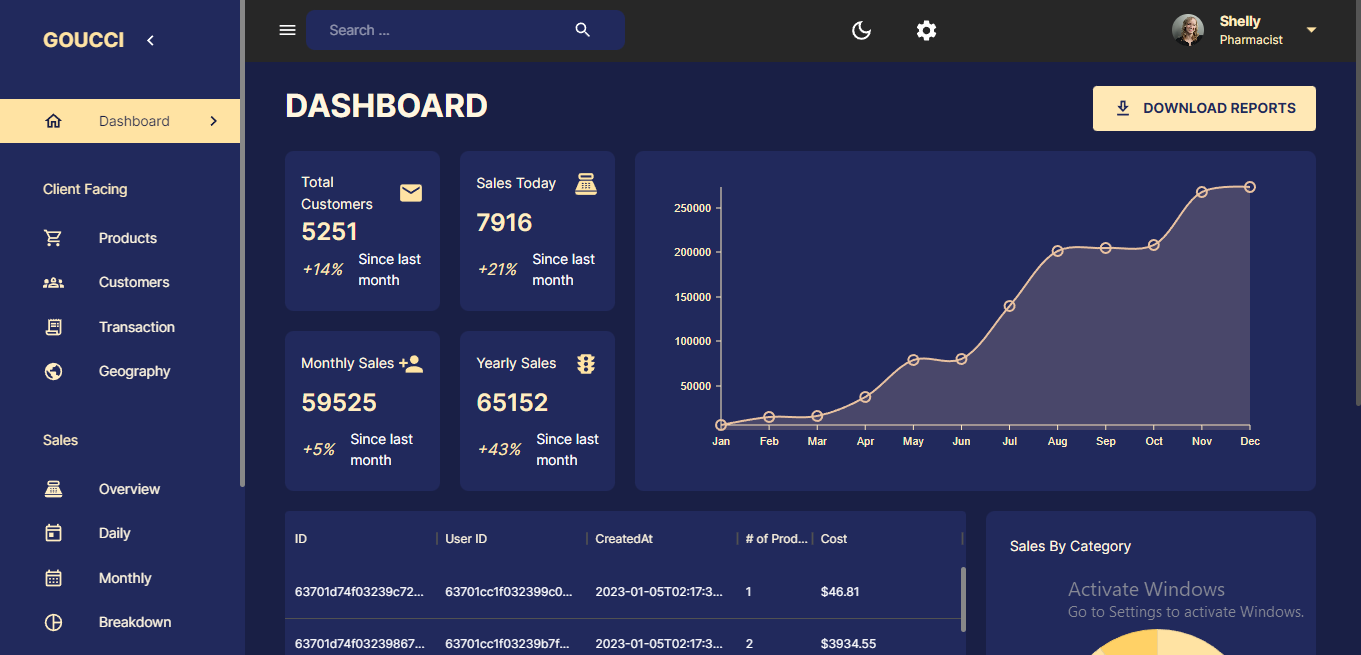 GOUCCI
Dashboard
Client Facing
Products
Customers
Transaction
Geography
Sales
Overview
Daily
Monthly
Breakdown
Search ...
Shelly
Pharmacist
DASHBOARD
DOWNLOAD REPORTS
Total
Customers
5251
+14%
Since last
month
Sales Today
7916
+21%
Since last
month
Monthly Sales
59525
+5%
Since last
month
Yearly Sales
65152
+43%
Since last
month
250000
200000
150000
100000
50000
Jan Feb Mar Apr May Jun Jul Aug Sep Oct Nov Dec
ID User ID CreatedAt # of Prod... Cost
63701d74f03239c72... 63701cc1f032399c0... 2023-01-05T02:17:3... 1 $46.81
63701d74f03239867... 63701cc1f03239b7f... 2023-01-05T02:17:3... 2 $3934.55
Sales By Category
Activate Windows
Go to Settings to activate Windows.